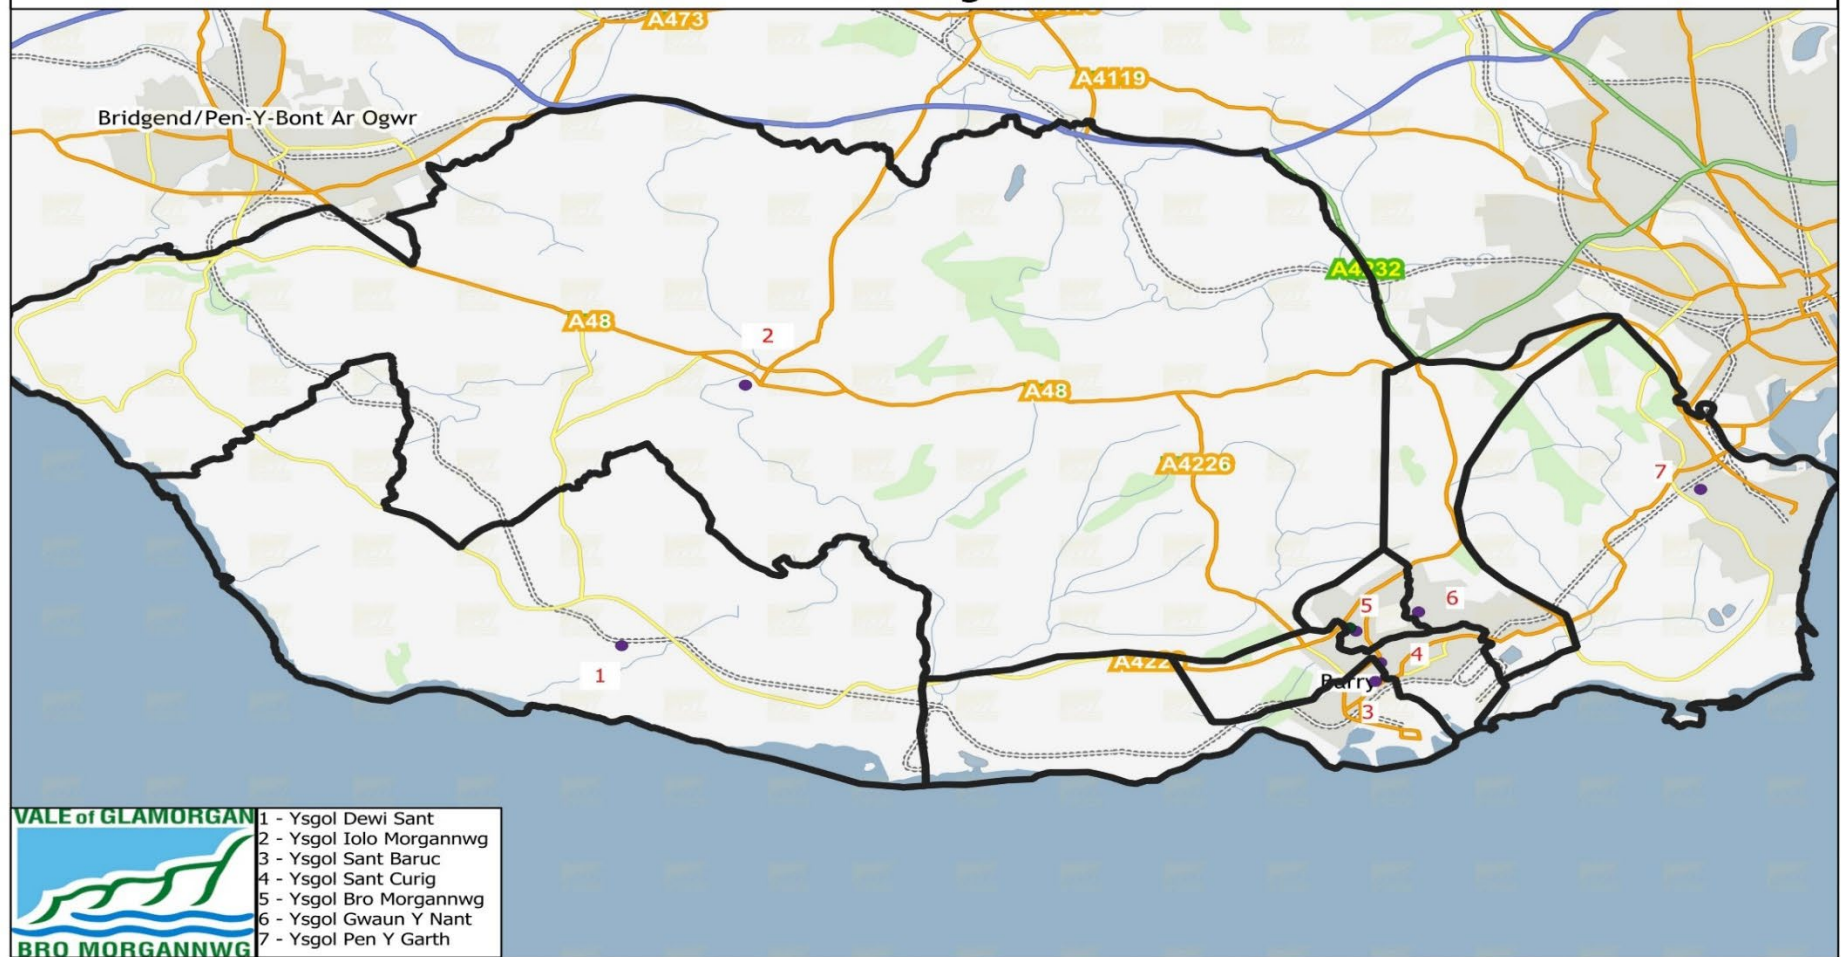 A473
A4119
Bridgend/Pen-Y-Bont Ar Ogwr
A4232
A48
2
A48
A4226
7
5
6
4
1
A422
Barry
3
VALE of GLAMORGAN
BRO MORGANNWG
1 - Ysgol Dewi Sant
2 - Ysgol Iolo Morgannwg
3 - Ysgol Sant Baruc
4 - Ysgol Sant Curig
5 - Ysgol Bro Morgannwg
6 - Ysgol Gwaun Y Nant
7 - Ysgol Pen Y Garth